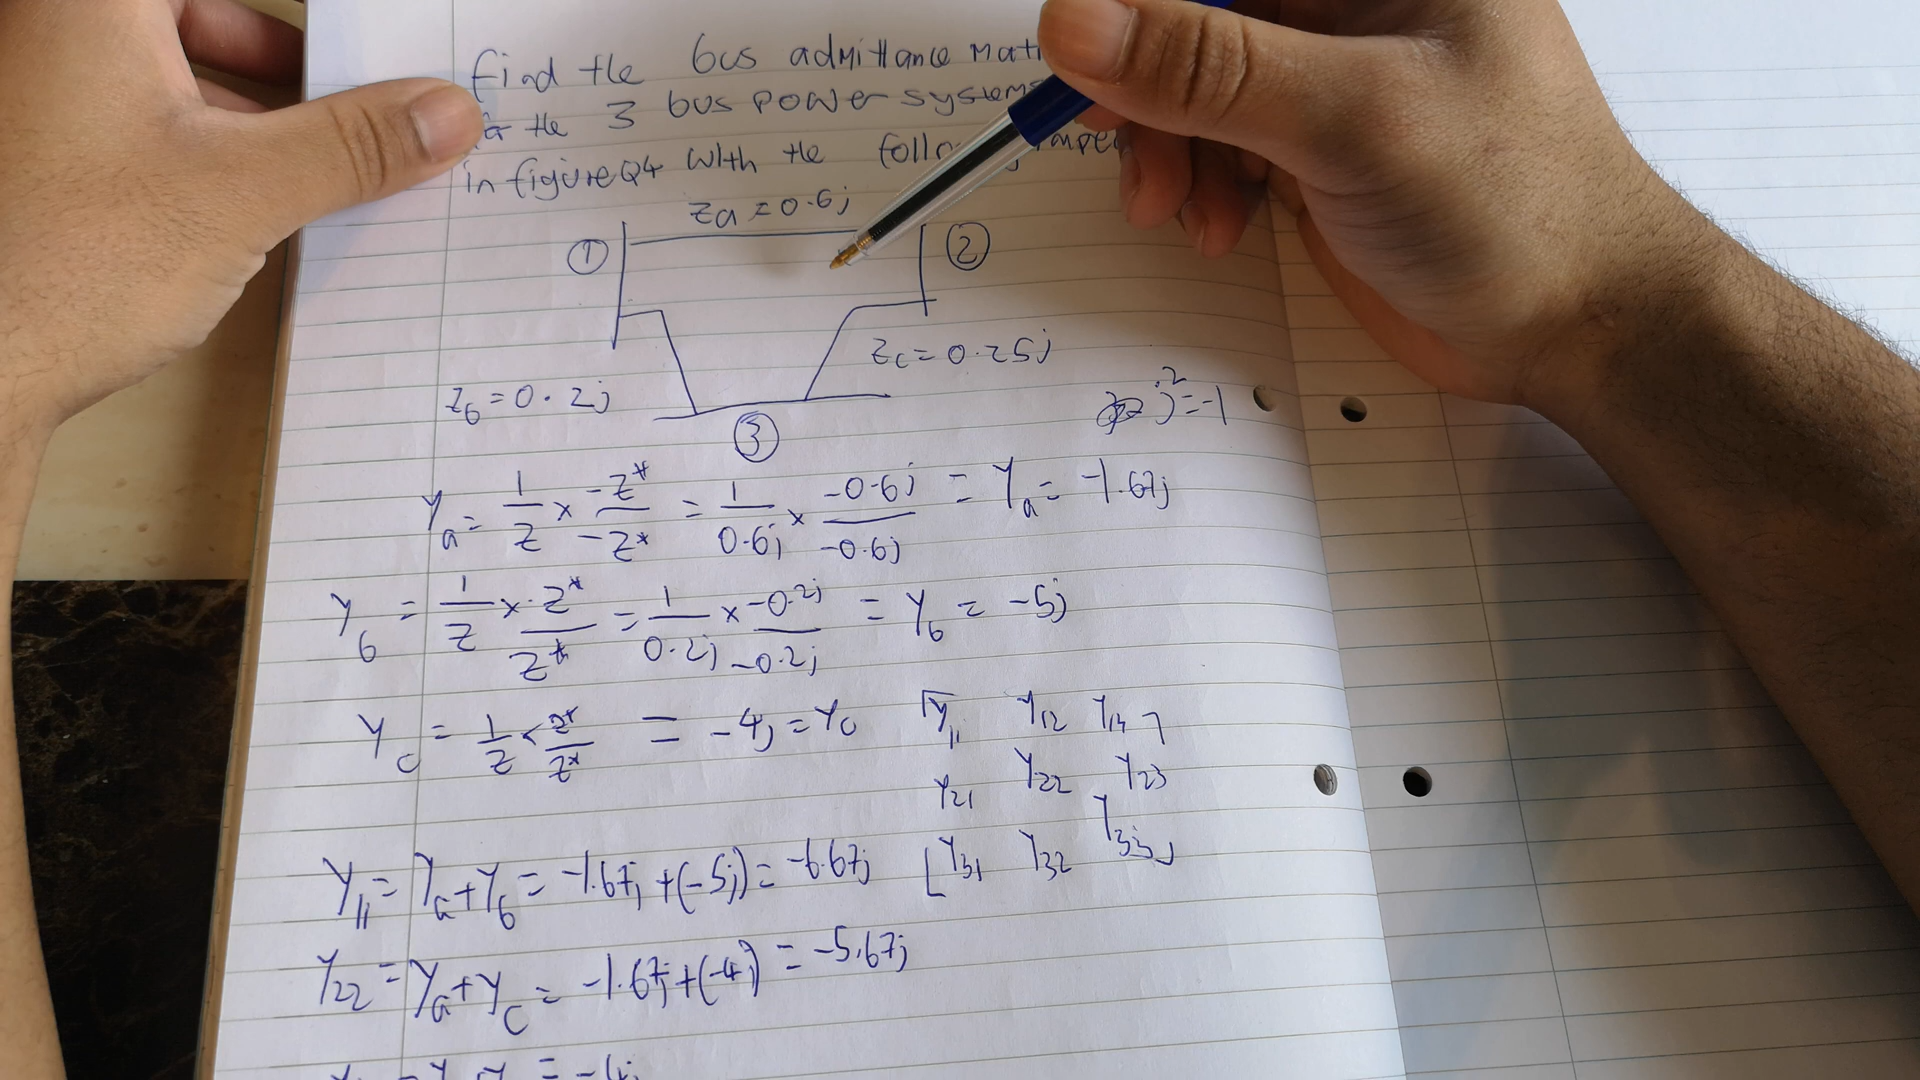 find the bus admittance
the 3 bus power systems
in figure Q4 with the
Za = 0.6j
1
2
Zc = 0.25j
Zb = 0.2j
j² = -1
3
Ya = 1/Z × -Z*/-Z* = 1/0.6j × -0.6j/-0.6j = Ya = -1.67j
Yb = 1/Z × -Z*/Z* = 1/0.2j × -0.2j/-0.2j = Yb = -5j
Yc = 1/Z × Z*/Z* = -4j = Yc
Y11 Y12
Y21 Y22 Y23
Y31 Y32 Y33
Y11 = Ya + Yb = -1.67j + (-5j) = -6.67j
Y22 = Ya + Yc = -1.67j + (-4j) = -5.67j